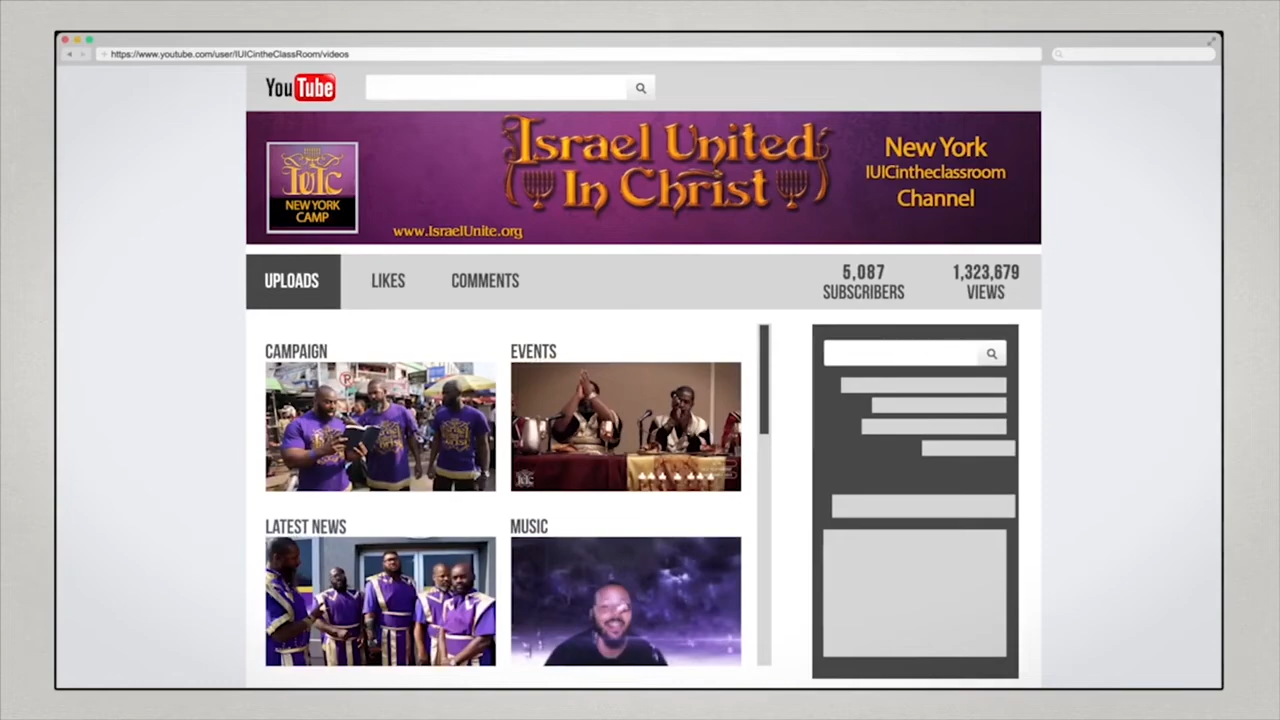 https://www.youtube.com/user/IUICintheClassRoom/videos
YouTube
Israel United
In Christ
New York
IUICintheclassroom
Channel
IUIC
NEW YORK
CAMP
www.IsraelUnite.org
UPLOADS
LIKES
COMMENTS
5,087
SUBSCRIBERS
1,323,679
VIEWS
CAMPAIGN
EVENTS
LATEST NEWS
MUSIC